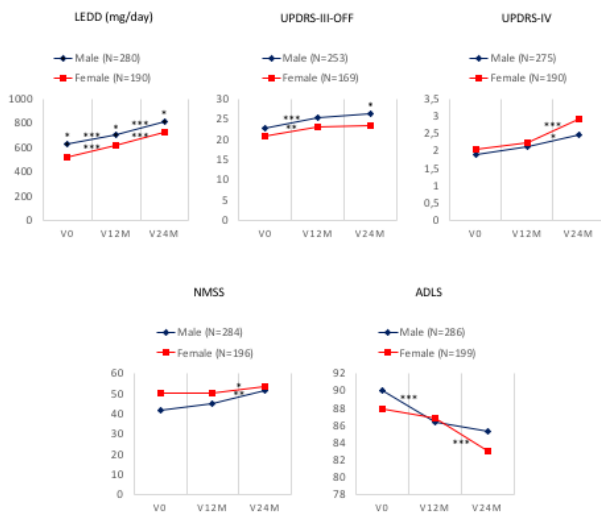 LEDD (mg/day)
Male (N=280)
Female (N=190)
1000
800
600
400
200
0
* *** * *** *
*** ***
V0 V12M V24M
UPDRS-III-OFF
Male (N=253)
Female (N=169)
30
25
20
15
10
5
0
*** *
**
V0 V12M V24M
UPDRS-IV
Male (N=275)
Female (N=190)
3,5
3
2,5
2
1,5
1
0,5
0
***
*
V0 V12M V24M
NMSS
Male (N=284)
Female (N=196)
60
50
40
30
20
10
0
*
**
V0 V12M V24M
ADLS
Male (N=286)
Female (N=199)
92
90
88
86
84
82
80
78
***
***
V0 V12M V24M